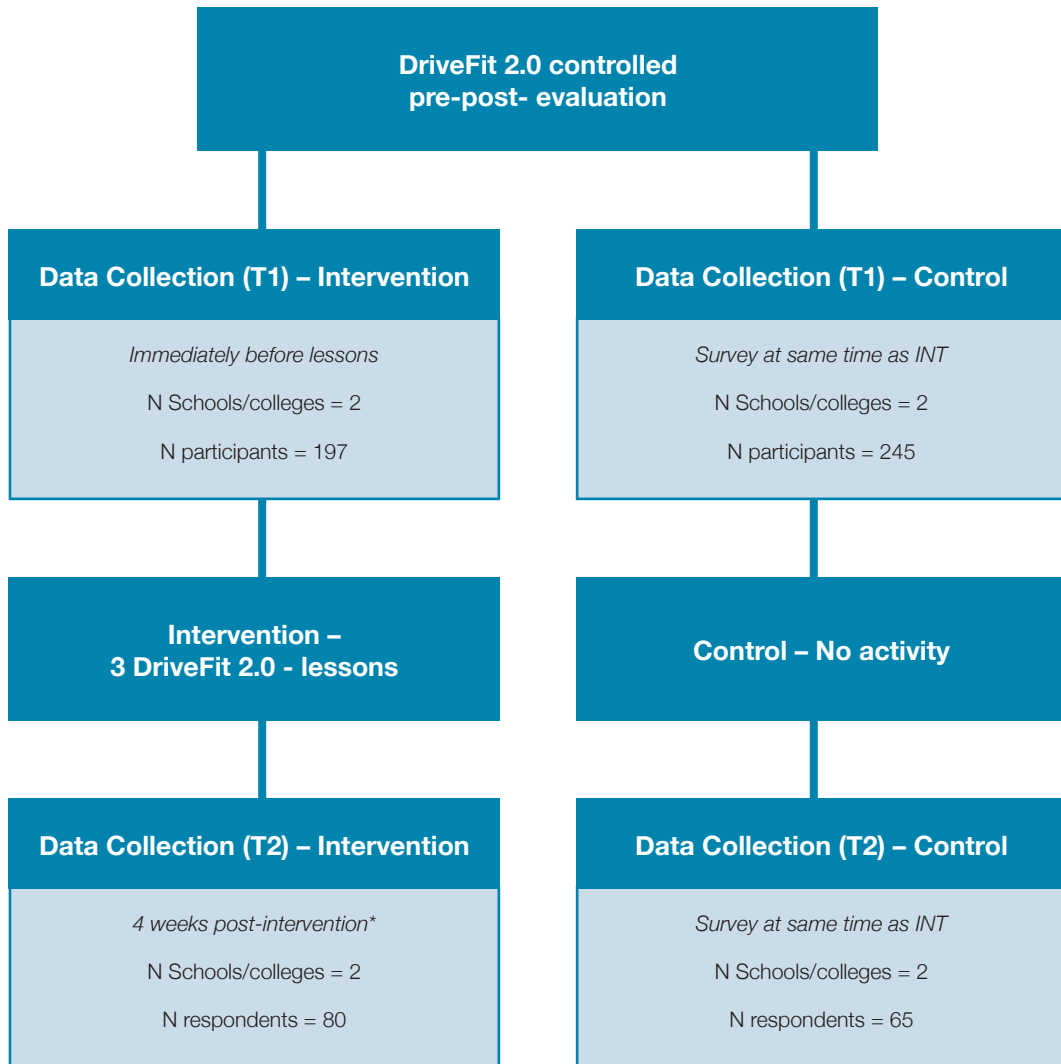 DriveFit 2.0 controlled
pre-post- evaluation
Data Collection (T1) – Intervention
Immediately before lessons
N Schools/colleges = 2
N participants = 197
Data Collection (T1) – Control
Survey at same time as INT
N Schools/colleges = 2
N participants = 245
Intervention –
3 DriveFit 2.0 - lessons
Control – No activity
Data Collection (T2) – Intervention
4 weeks post-intervention*
N Schools/colleges = 2
N respondents = 80
Data Collection (T2) – Control
Survey at same time as INT
N Schools/colleges = 2
N respondents = 65